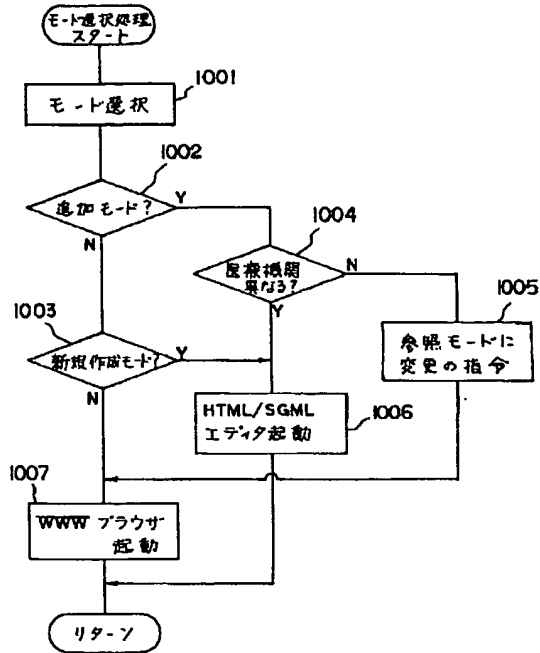 モード選択処理
スタート
1001
モード選択
1002
追加モード?
Y
N
1004
医療機関
異なる?
N
Y
1005
参照モードに
変更の指令
1003
新規作成モード?
Y
N
1006
HTML/SGML
エディタ起動
1007
WWW ブラウザ
起動
リターン